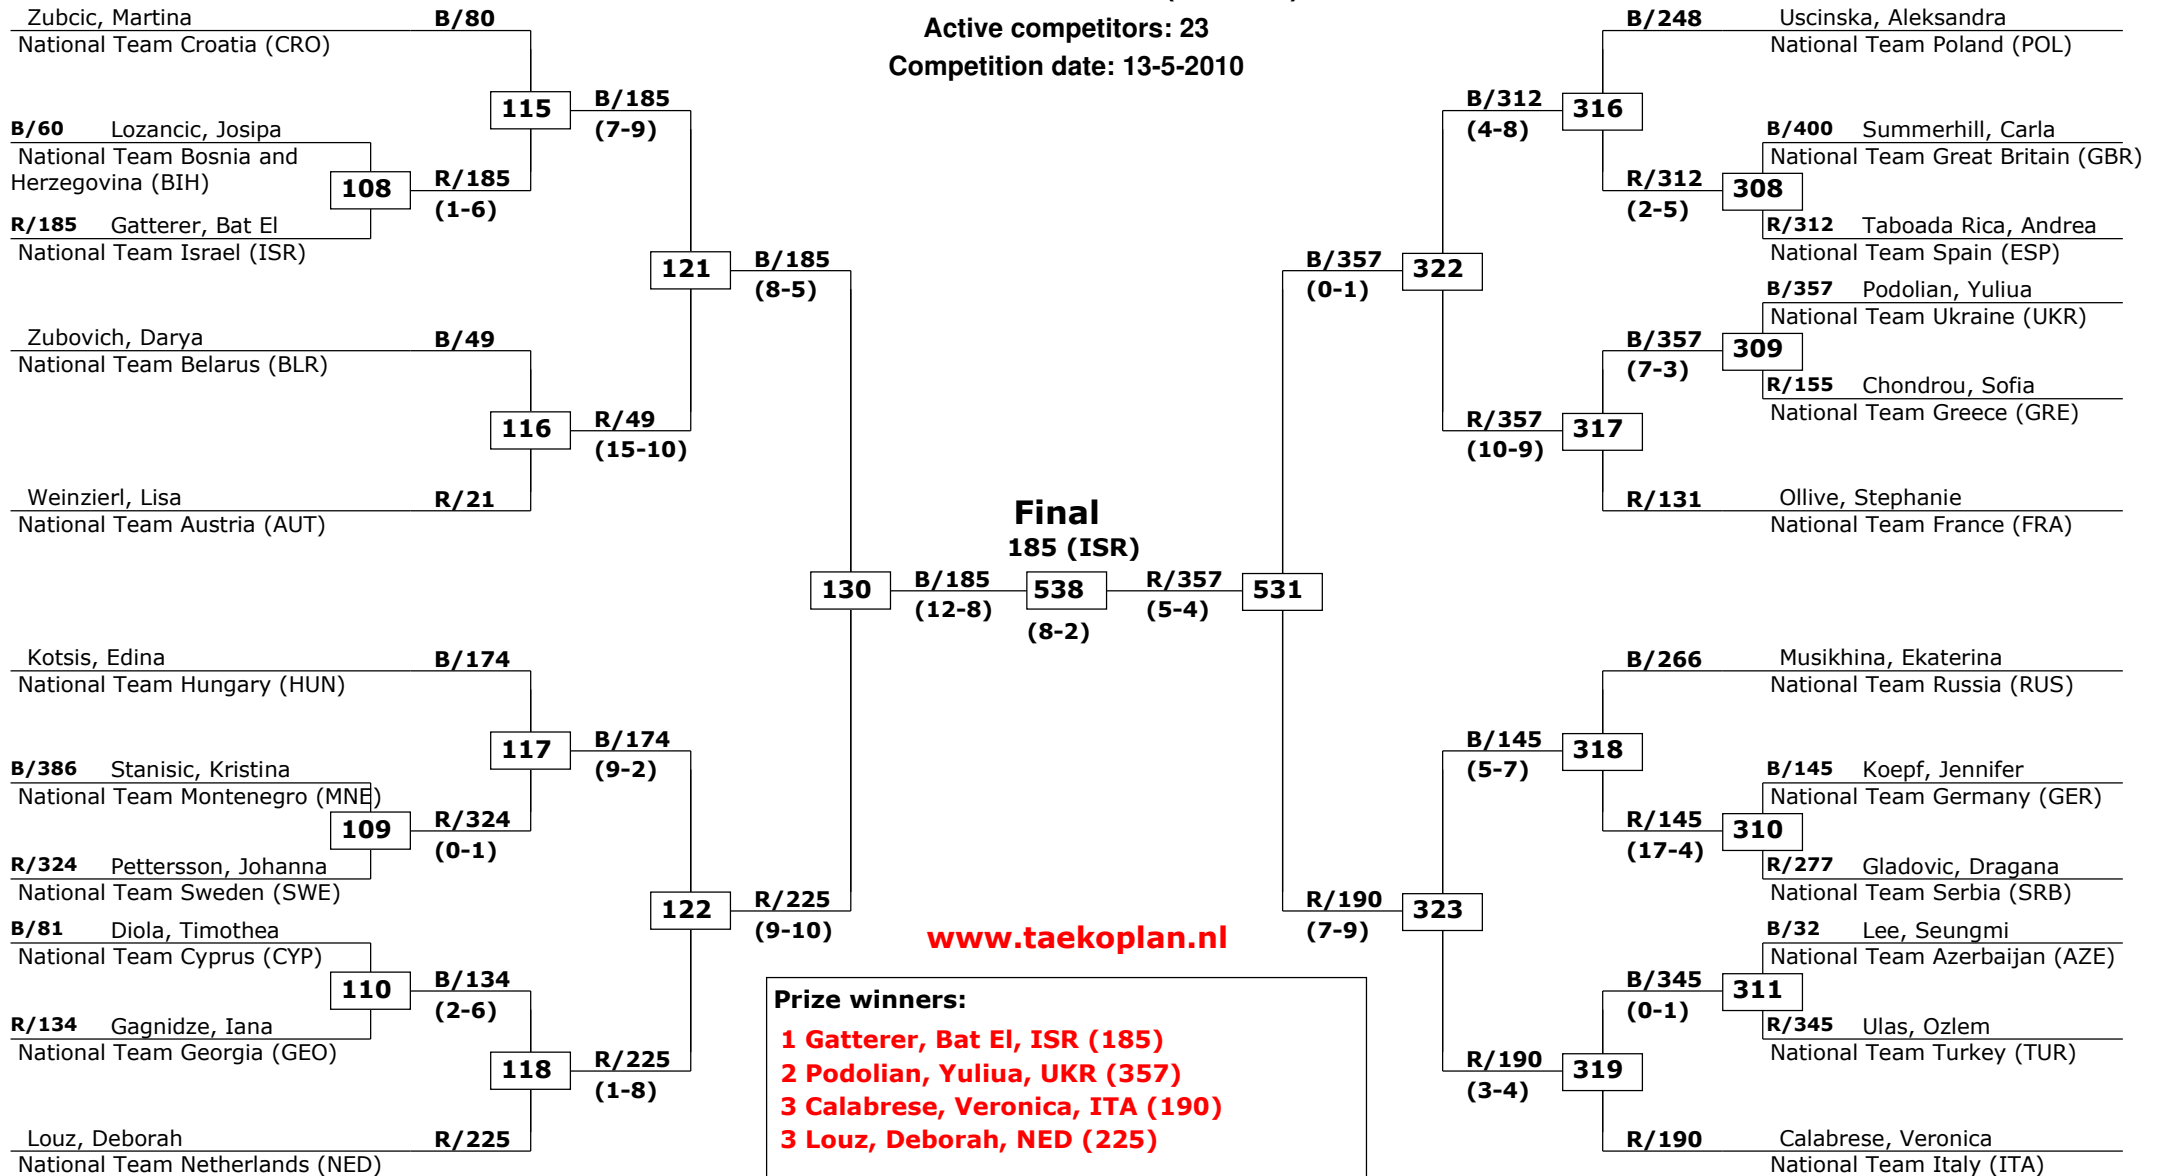 Active competitors: 23
Competition date: 13-5-2010
Zubcic, Martina B/80
National Team Croatia (CRO)
115
B/185
(7-9)
B/60 Lozancic, Josipa
National Team Bosnia and
Herzegovina (BIH)
108
R/185
(1-6)
R/185 Gatterer, Bat El
National Team Israel (ISR)
121
B/185
(8-5)
Zubovich, Darya B/49
National Team Belarus (BLR)
116
R/49
(15-10)
Weinzierl, Lisa R/21
National Team Austria (AUT)
130
B/185
(12-8)
Kotsis, Edina B/174
National Team Hungary (HUN)
117
B/174
(9-2)
B/386 Stanisic, Kristina
National Team Montenegro (MNE)
109
R/324
(0-1)
R/324 Pettersson, Johanna
National Team Sweden (SWE)
122
R/225
(9-10)
B/81 Diola, Timothea
National Team Cyprus (CYP)
110
B/134
(2-6)
R/134 Gagnidze, Iana
National Team Georgia (GEO)
118
R/225
(1-8)
Louz, Deborah R/225
National Team Netherlands (NED)
Final
185 (ISR)
538
(8-2)
R/357
(5-4)
531
B/248 Uscinska, Aleksandra
National Team Poland (POL)
B/312
(4-8)
316
B/400 Summerhill, Carla
National Team Great Britain (GBR)
R/312
(2-5)
308
R/312 Taboada Rica, Andrea
National Team Spain (ESP)
B/357
(0-1)
322
B/357 Podolian, Yuliua
National Team Ukraine (UKR)
B/357
(7-3)
309
R/155 Chondrou, Sofia
National Team Greece (GRE)
R/357
(10-9)
317
R/131 Ollive, Stephanie
National Team France (FRA)
B/266 Musikhina, Ekaterina
National Team Russia (RUS)
B/145
(5-7)
318
B/145 Koepf, Jennifer
National Team Germany (GER)
R/145
(17-4)
310
R/277 Gladovic, Dragana
National Team Serbia (SRB)
R/190
(7-9)
323
B/32 Lee, Seungmi
National Team Azerbaijan (AZE)
B/345
(0-1)
311
R/345 Ulas, Ozlem
National Team Turkey (TUR)
R/190
(3-4)
319
R/190 Calabrese, Veronica
National Team Italy (ITA)
www.taekoplan.nl
Prize winners:
1 Gatterer, Bat El, ISR (185)
2 Podolian, Yuliua, UKR (357)
3 Calabrese, Veronica, ITA (190)
3 Louz, Deborah, NED (225)